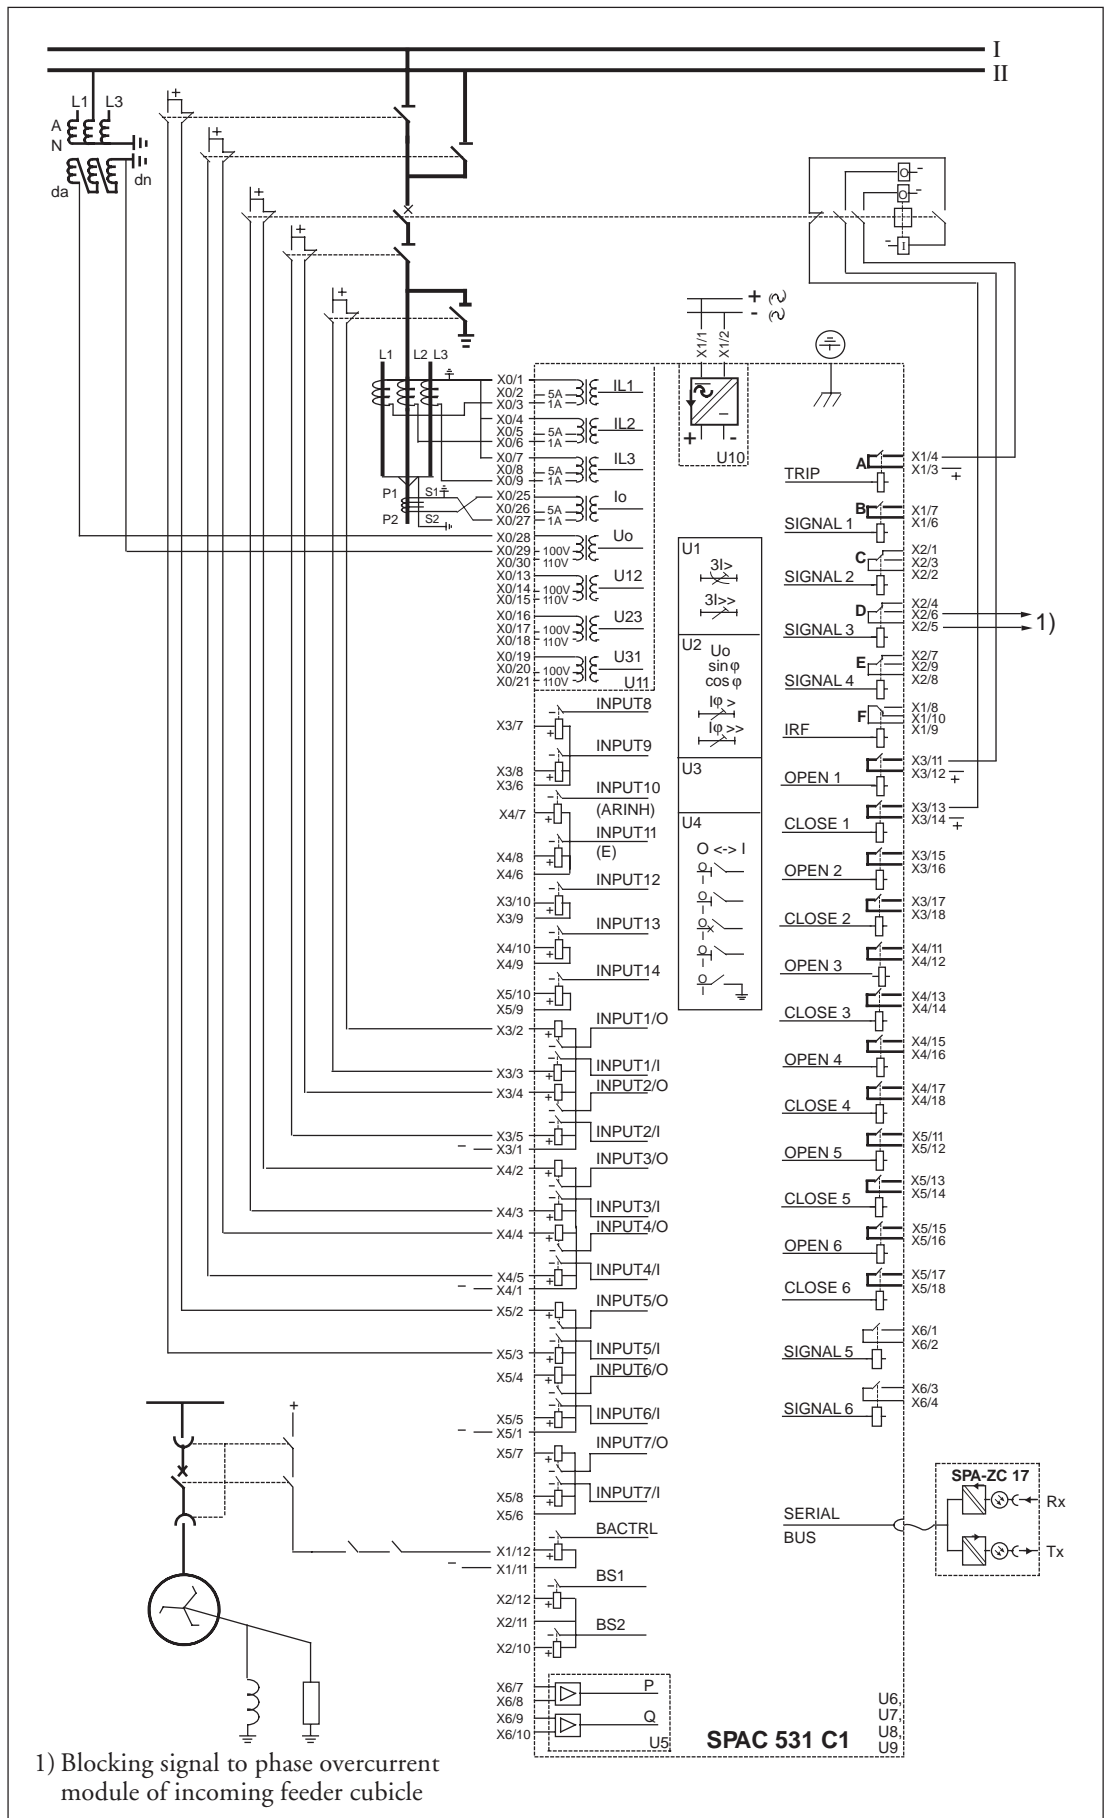 I
II
L1 L3
A
N
da dn
+
+
+
+
+
O -
O -
- I
+
-
X1/1 X1/2
L1 L2 L3
P1 S1
P2 S2
X0/1
X0/2 5A IL1
X0/3 1A
X0/4
X0/5 5A IL2
X0/6 1A
X0/7
X0/8 5A IL3
X0/9 1A
X0/25
X0/26 5A Io
X0/27 1A
X0/28
X0/29 100V Uo
X0/30 110V
X0/13
X0/14 100V U12
X0/15 110V
X0/16
X0/17 100V U23
X0/18 110V
X0/19
X0/20 100V U31
X0/21 110V
U11
+ -
U10
U1
3I>
3I>>
U2
Uo
sin φ
cos φ
Iφ >
Iφ >>
U3
U4
O <-> I
O
I
O
I
O
I
O
I
O
I
INPUT8
X3/7
INPUT9
X3/8
X3/6
INPUT10
(ARINH)
X4/7
INPUT11
(E)
X4/8
X4/6
INPUT12
X3/10
X3/9
INPUT13
X4/10
X4/9
INPUT14
X5/10
X5/9
X3/2 INPUT1/O
X3/3 INPUT1/I
X3/4 INPUT2/O
X3/5 INPUT2/I
- X3/1
X4/2 INPUT3/O
X4/3 INPUT3/I
X4/4 INPUT4/O
X4/5 INPUT4/I
- X4/1
X5/2 INPUT5/O
X5/3 INPUT5/I
X5/4 INPUT6/O
X5/5 INPUT6/I
- X5/1
X5/7 INPUT7/O
X5/8 INPUT7/I
X5/6
BACTRL
X1/12
- X1/11
BS1
X2/12
X2/11
BS2
X2/10
X6/7 P
X6/8
X6/9 Q
X6/10
U5
+
TRIP A X1/4
X1/3
SIGNAL 1 B X1/7
X1/6
SIGNAL 2 C X2/1
X2/3
X2/2
SIGNAL 3 D X2/4
X2/6
X2/5
1)
SIGNAL 4 E X2/7
X2/9
X2/8
IRF F X1/8
X1/10
X1/9
OPEN 1 X3/11
X3/12
CLOSE 1 X3/13
X3/14
OPEN 2 X3/15
X3/16
CLOSE 2 X3/17
X3/18
OPEN 3 X4/11
X4/12
CLOSE 3 X4/13
X4/14
OPEN 4 X4/15
X4/16
CLOSE 4 X4/17
X4/18
OPEN 5 X5/11
X5/12
CLOSE 5 X5/13
X5/14
OPEN 6 X5/15
X5/16
CLOSE 6 X5/17
X5/18
SIGNAL 5 X6/1
X6/2
SIGNAL 6 X6/3
X6/4
SERIAL
BUS
SPA-ZC 17
Rx
Tx
SPAC 531 C1
U6,
U7,
U8,
U9
1) Blocking signal to phase overcurrent
module of incoming feeder cubicle